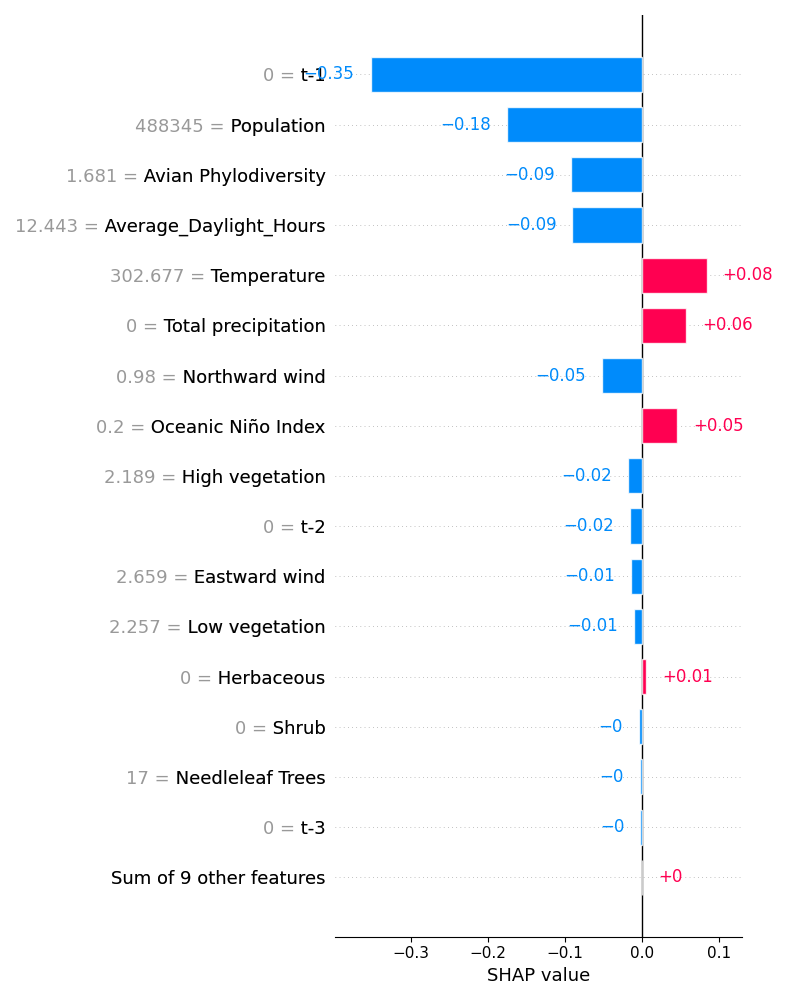 0 = t-1 −0.35
488345 = Population −0.18
1.681 = Avian Phylodiversity −0.09
12.443 = Average_Daylight_Hours −0.09
302.677 = Temperature +0.08
0 = Total precipitation +0.06
0.98 = Northward wind −0.05
0.2 = Oceanic Niño Index +0.05
2.189 = High vegetation −0.02
0 = t-2 −0.02
2.659 = Eastward wind −0.01
2.257 = Low vegetation −0.01
0 = Herbaceous +0.01
0 = Shrub −0
17 = Needleleaf Trees −0
0 = t-3 −0
Sum of 9 other features +0
−0.3 −0.2 −0.1 0.0 0.1
SHAP value